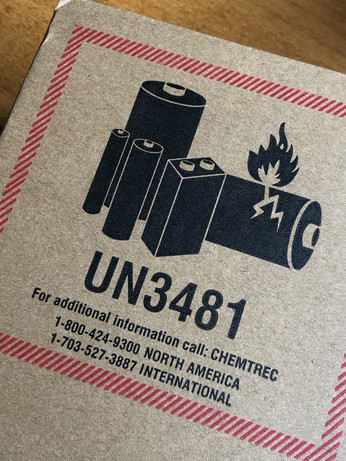 UN3481
For additional information call: CHEMTREC
1-800-424-9300 NORTH AMERICA
1-703-527-3887 INTERNATIONAL